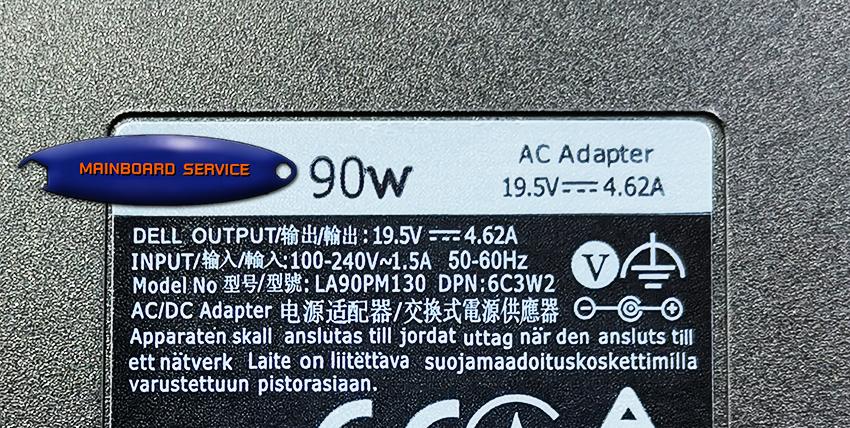 MAINBOARD SERVICE
90W
AC Adapter
19.5V⎓4.62A
DELL OUTPUT/输出/輸出:19.5V ⎓ 4.62A
INPUT/输入/輸入:100-240V~1.5A 50-60Hz
Model No 型号/型號: LA90PM130 DPN:6C3W2
AC/DC Adapter 电源适配器/交換式電源供應器
Apparaten skall anslutas till jordat uttag när den ansluts till
ett nätverk Laite on liitettava suojamaadoituskoskettimilla
varustettuun pistorasiaan.
V